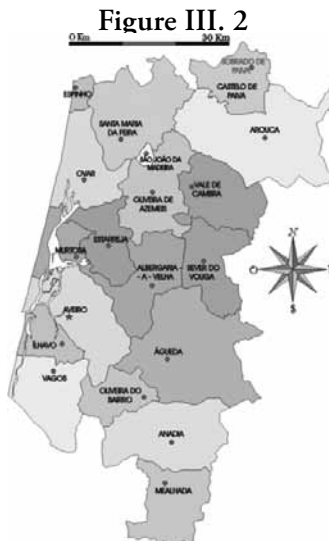 Figure III. 2
0 Km
30 Km
SOBRADO DE
PAIVA
CASTELO DE
PAIVA
ESPINHO
SANTA MARIA
DA FEIRA
AROUCA
SÃO JOÃO DA
MADEIRA
OVAR
VALE DE
CAMBRA
OLIVEIRA DE
AZEMEIS
ESTARREJA
MURTOSA
ALBERGARIA -
- A - VELHA
SEVER DO
VOUGA
N
O
E
S
AVEIRO
ÍLHAVO
ÁGUEDA
VAGOS
OLIVEIRA DO
BAIRRO
ANADIA
MEALHADA